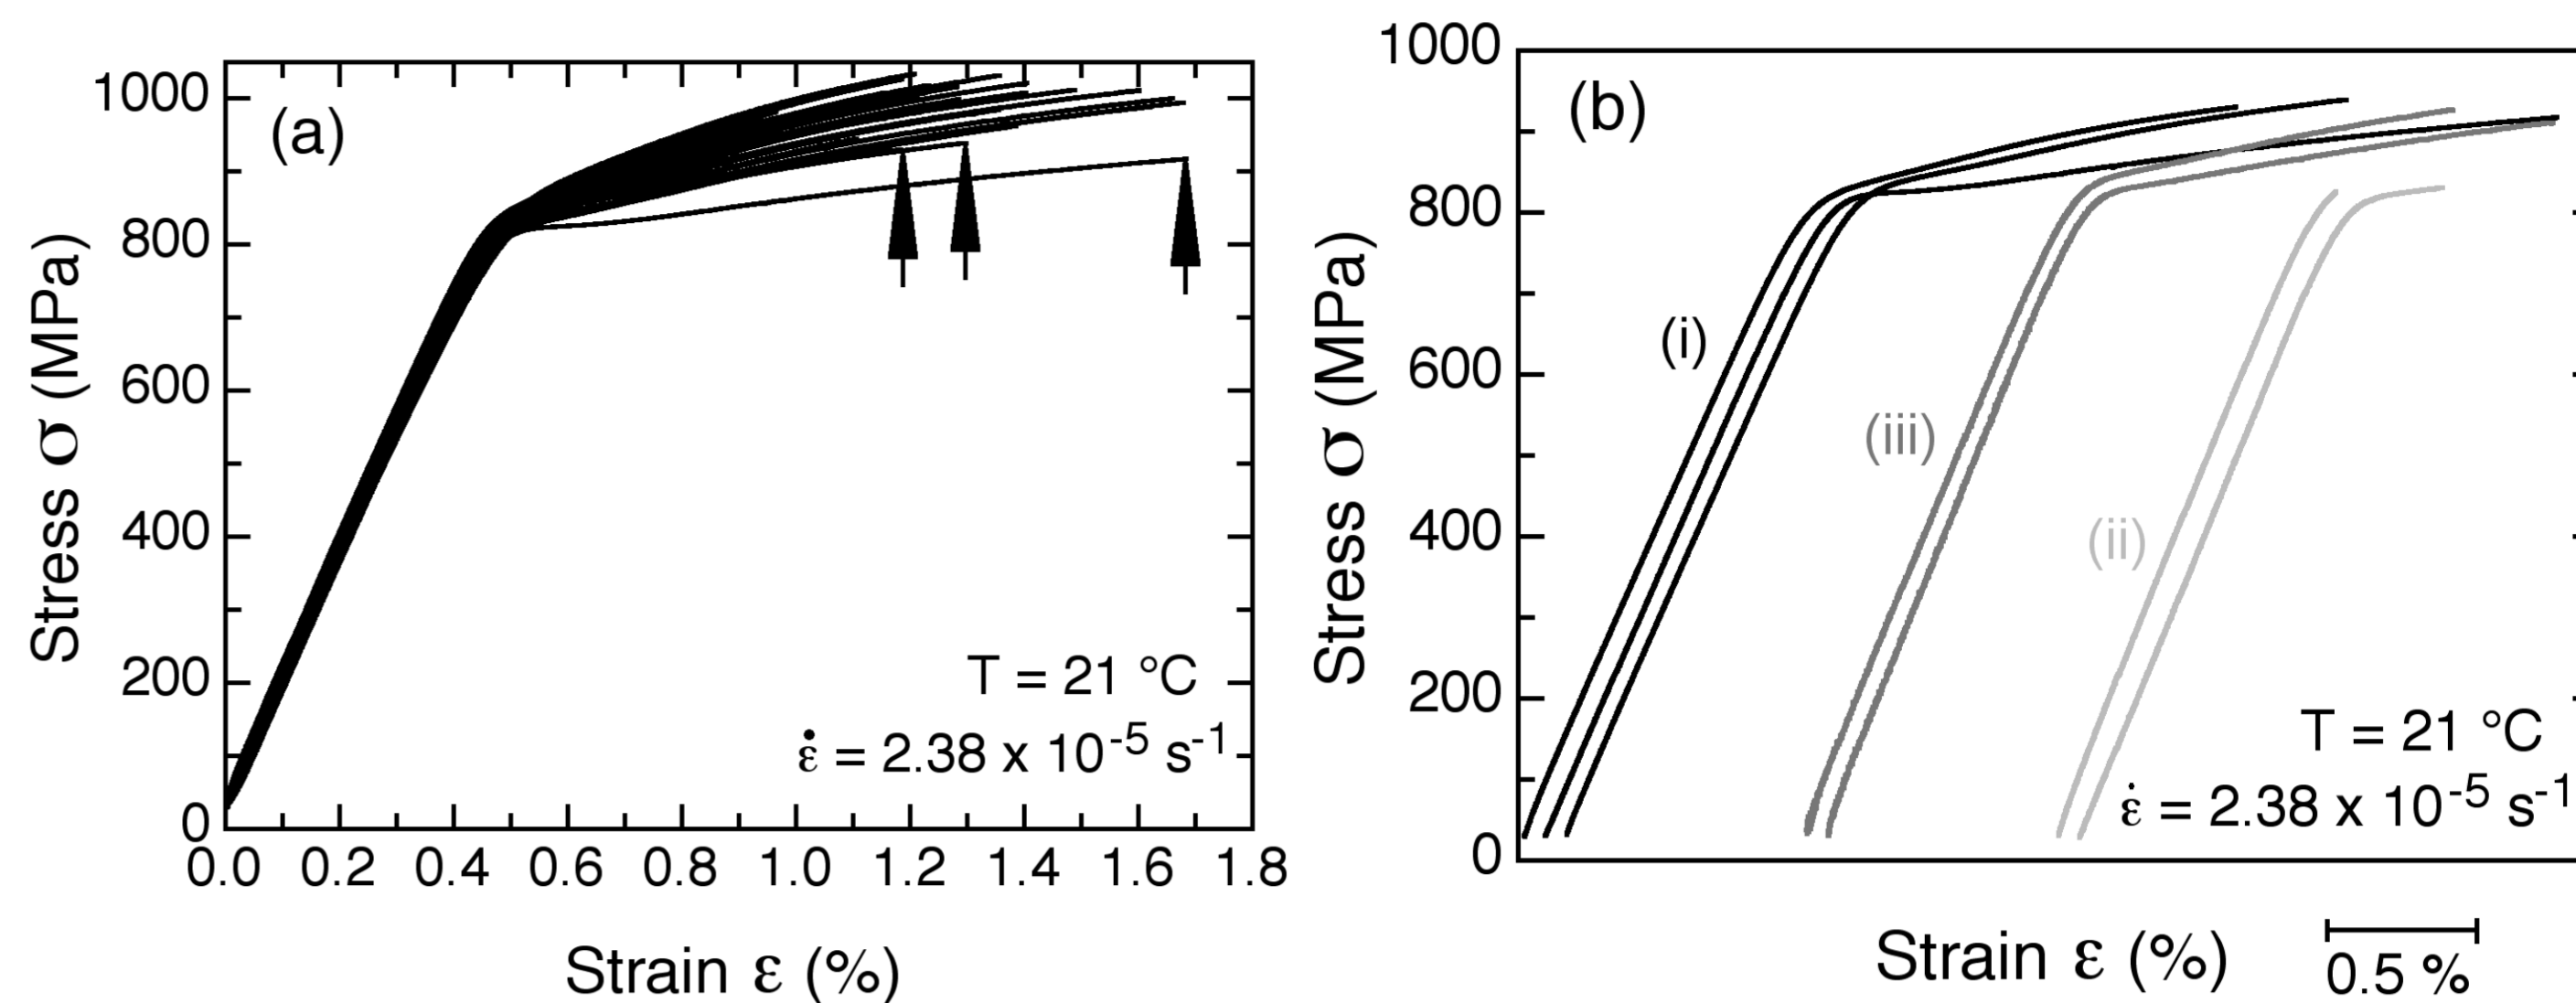 (a)
1000
800
600
400
200
0
0.0 0.2 0.4 0.6 0.8 1.0 1.2 1.4 1.6 1.8
Stress σ (MPa)
Strain ε (%)
T = 21 °C
ε̇ = 2.38 x 10⁻⁵ s⁻¹
(b)
1000
800
600
400
200
0
Stress σ (MPa)
(i)
(iii)
(ii)
T = 21 °C
ε̇ = 2.38 x 10⁻⁵ s⁻¹
Strain ε (%)
0.5 %